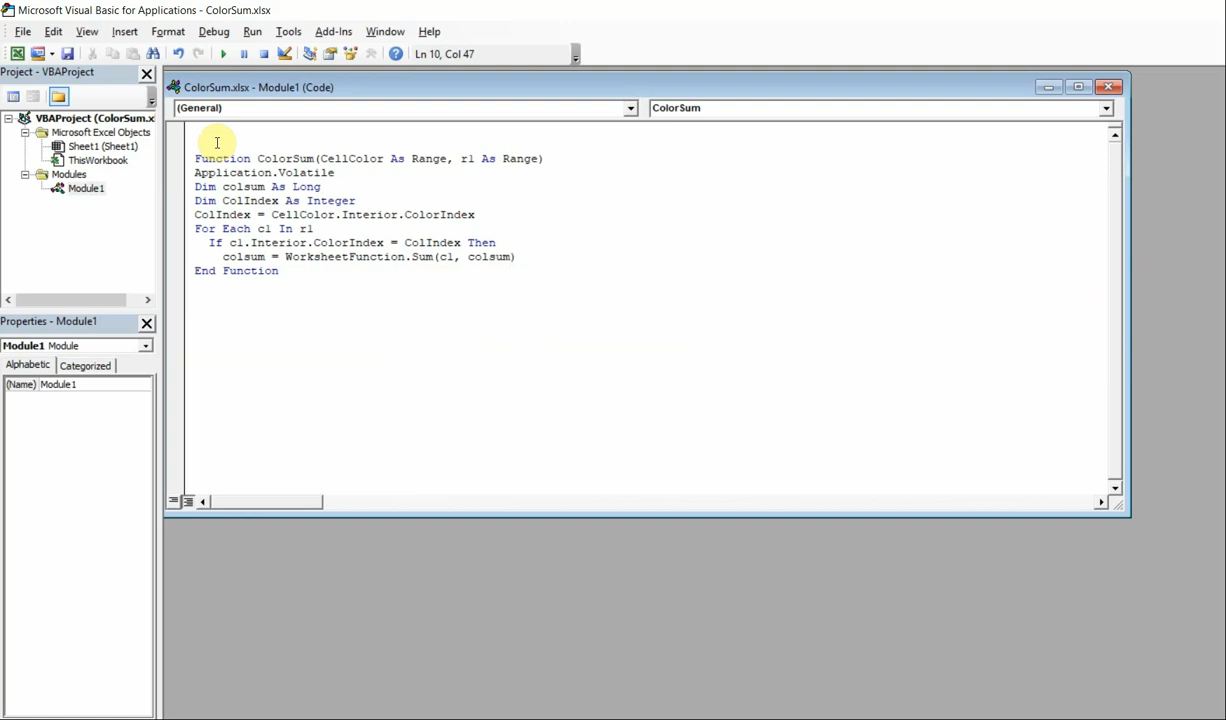 Microsoft Visual Basic for Applications - ColorSum.xlsx
File Edit View Insert Format Debug Run Tools Add-Ins Window Help
Ln 10, Col 47
Project - VBAProject
VBAProject (ColorSum.x
Microsoft Excel Objects
Sheet1 (Sheet1)
ThisWorkbook
Modules
Module1
Properties - Module1
Module1 Module
Alphabetic Categorized
(Name) Module1
ColorSum.xlsx - Module1 (Code)
(General) ColorSum
Function ColorSum(CellColor As Range, r1 As Range)
Application.Volatile
Dim colsum As Long
Dim ColIndex As Integer
ColIndex = CellColor.Interior.ColorIndex
For Each cl In r1
If cl.Interior.ColorIndex = ColIndex Then
colsum = WorksheetFunction.Sum(cl, colsum)
End Function